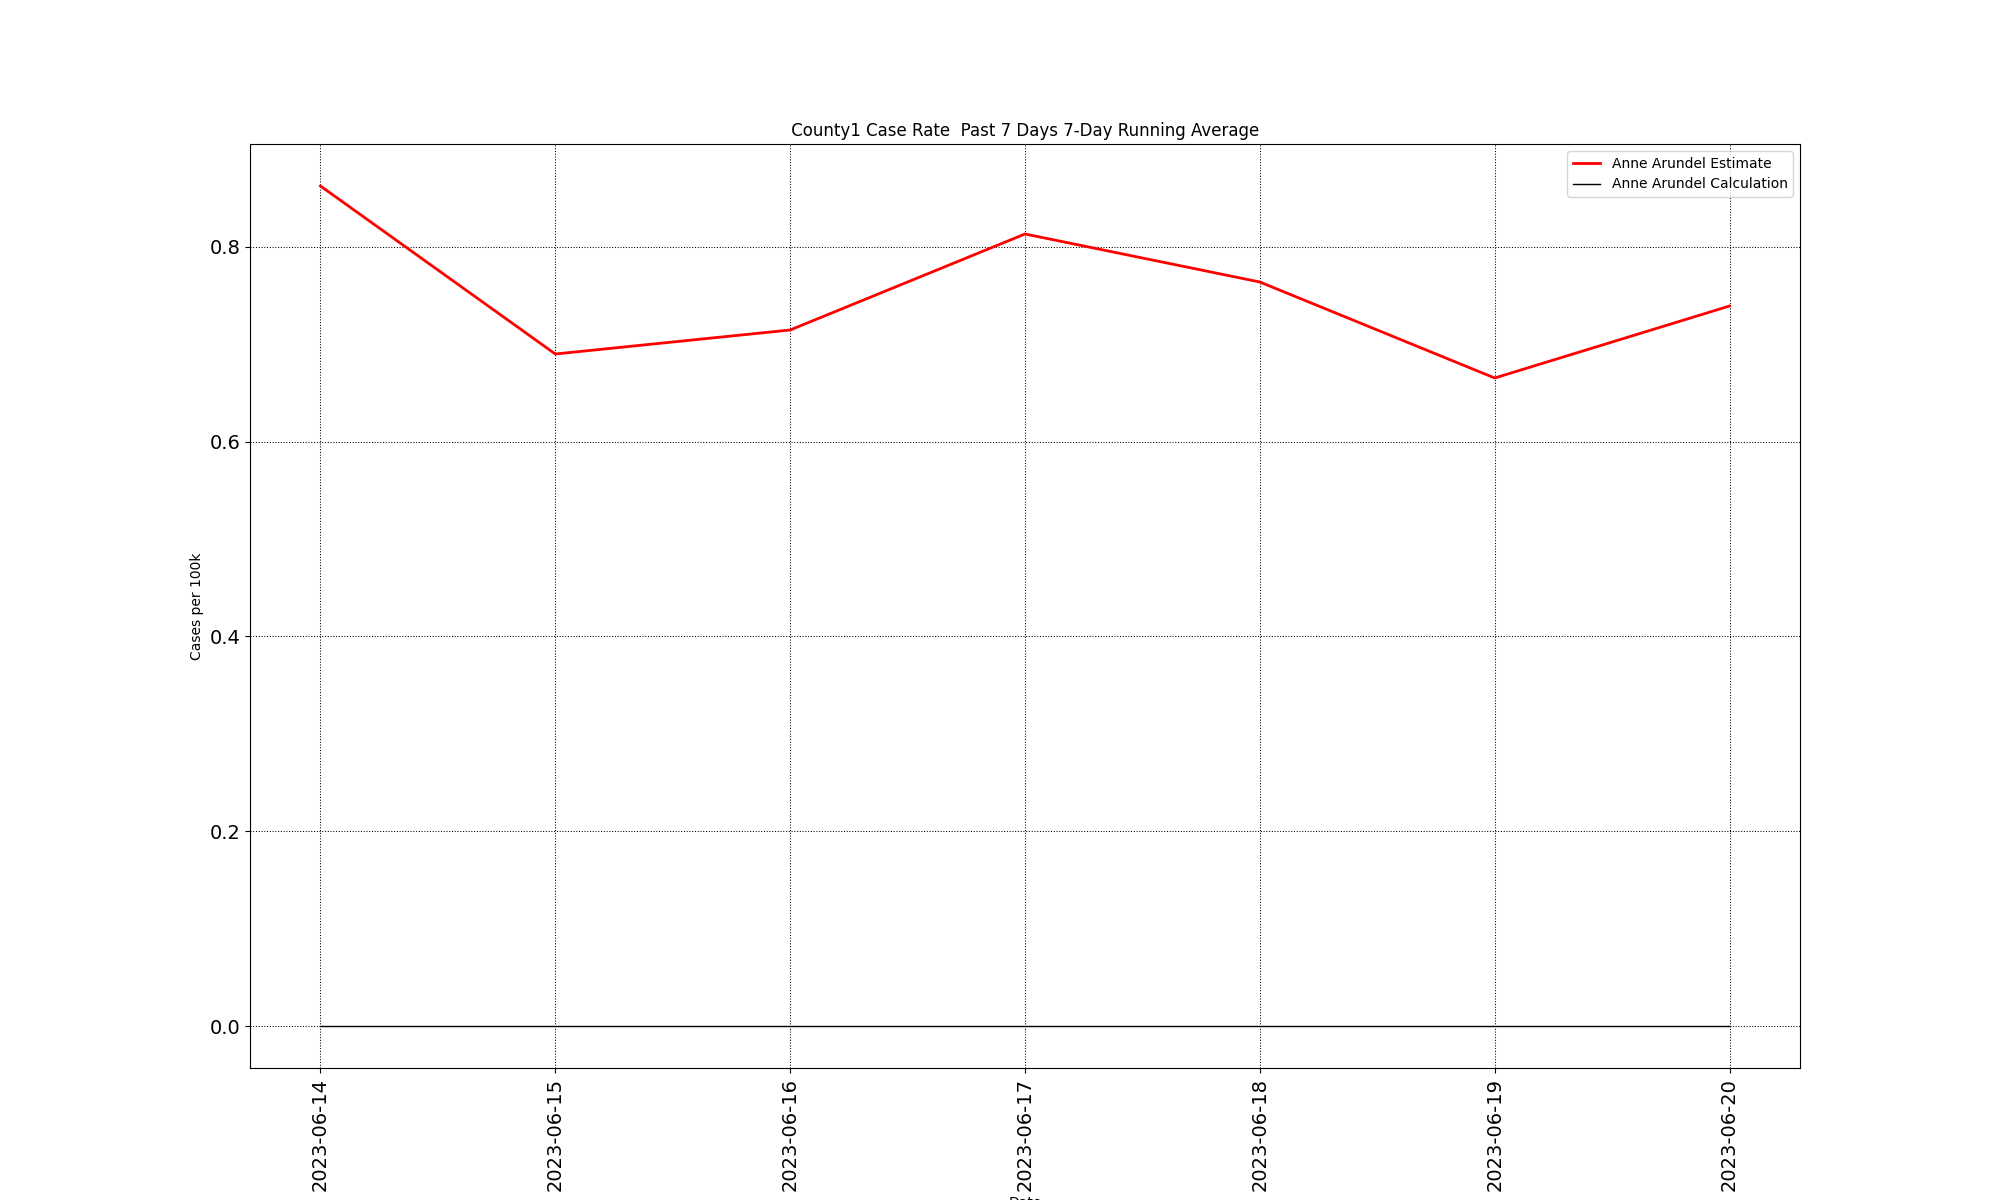 County1 Case Rate  Past 7 Days 7-Day Running Average
Anne Arundel Estimate
Anne Arundel Calculation
0.8
0.6
0.4
0.2
0.0
Cases per 100k
2023-06-14
2023-06-15
2023-06-16
2023-06-17
2023-06-18
2023-06-19
2023-06-20
Date